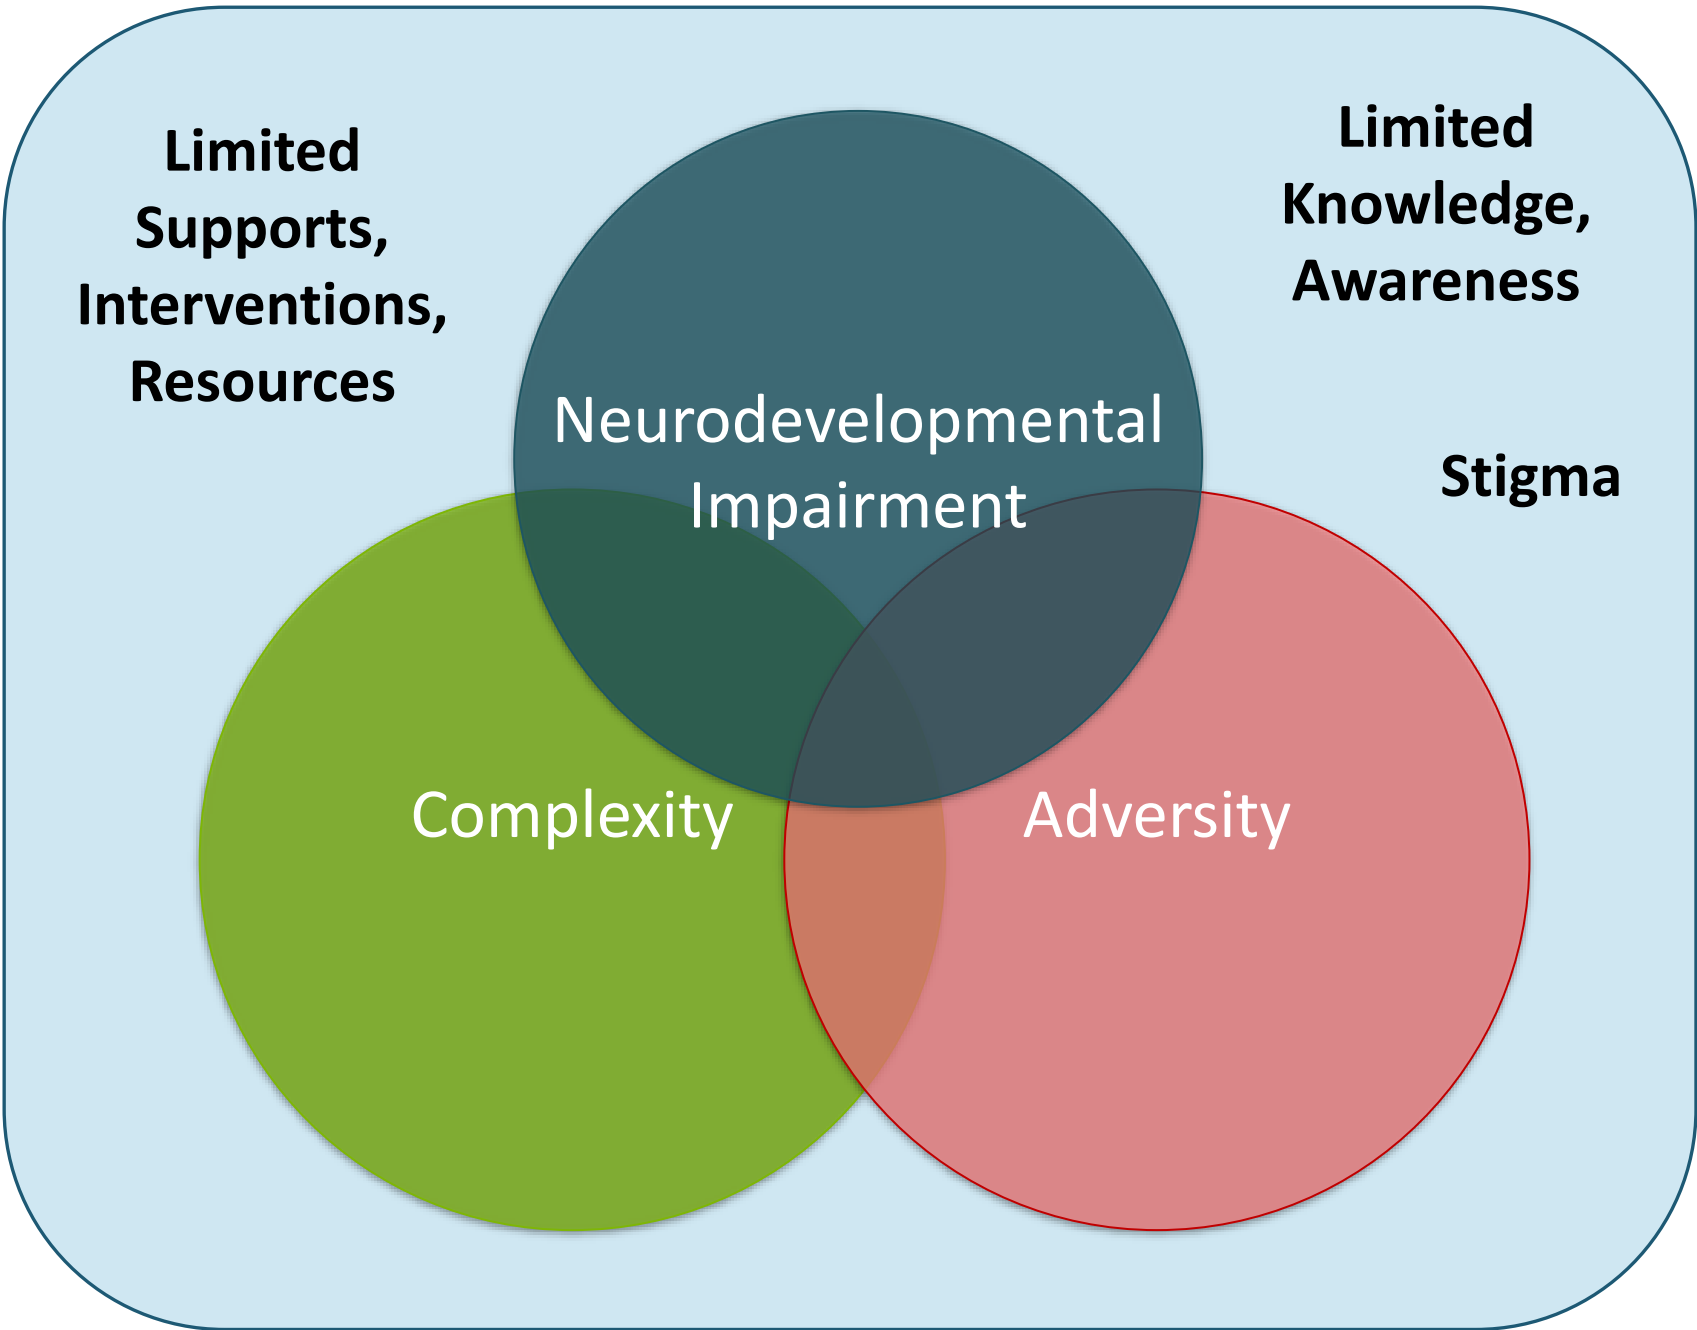 Limited
Supports,
Interventions,
Resources
Limited
Knowledge,
Awareness
Stigma
Neurodevelopmental
Impairment
Complexity
Adversity